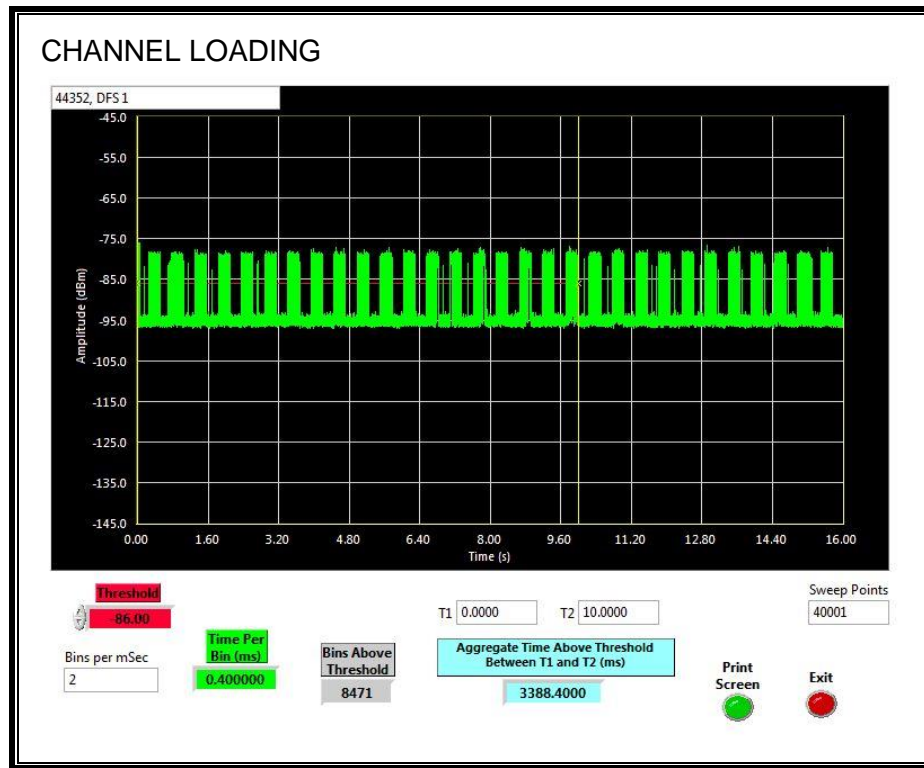 CHANNEL LOADING
44352, DFS 1
-45.0
-55.0
-65.0
-75.0
-85.0
-95.0
-105.0
-115.0
-125.0
-135.0
-145.0
Amplitude (dBm)
0.00 1.60 3.20 4.80 6.40 8.00 9.60 11.20 12.80 14.40 16.00
Time (s)
Threshold
-86.00
Bins per mSec
2
Time Per
Bin (ms)
0.400000
Bins Above
Threshold
8471
T1 0.0000 T2 10.0000
Aggregate Time Above Threshold
Between T1 and T2 (ms)
3388.4000
Sweep Points
40001
Print
Screen
Exit